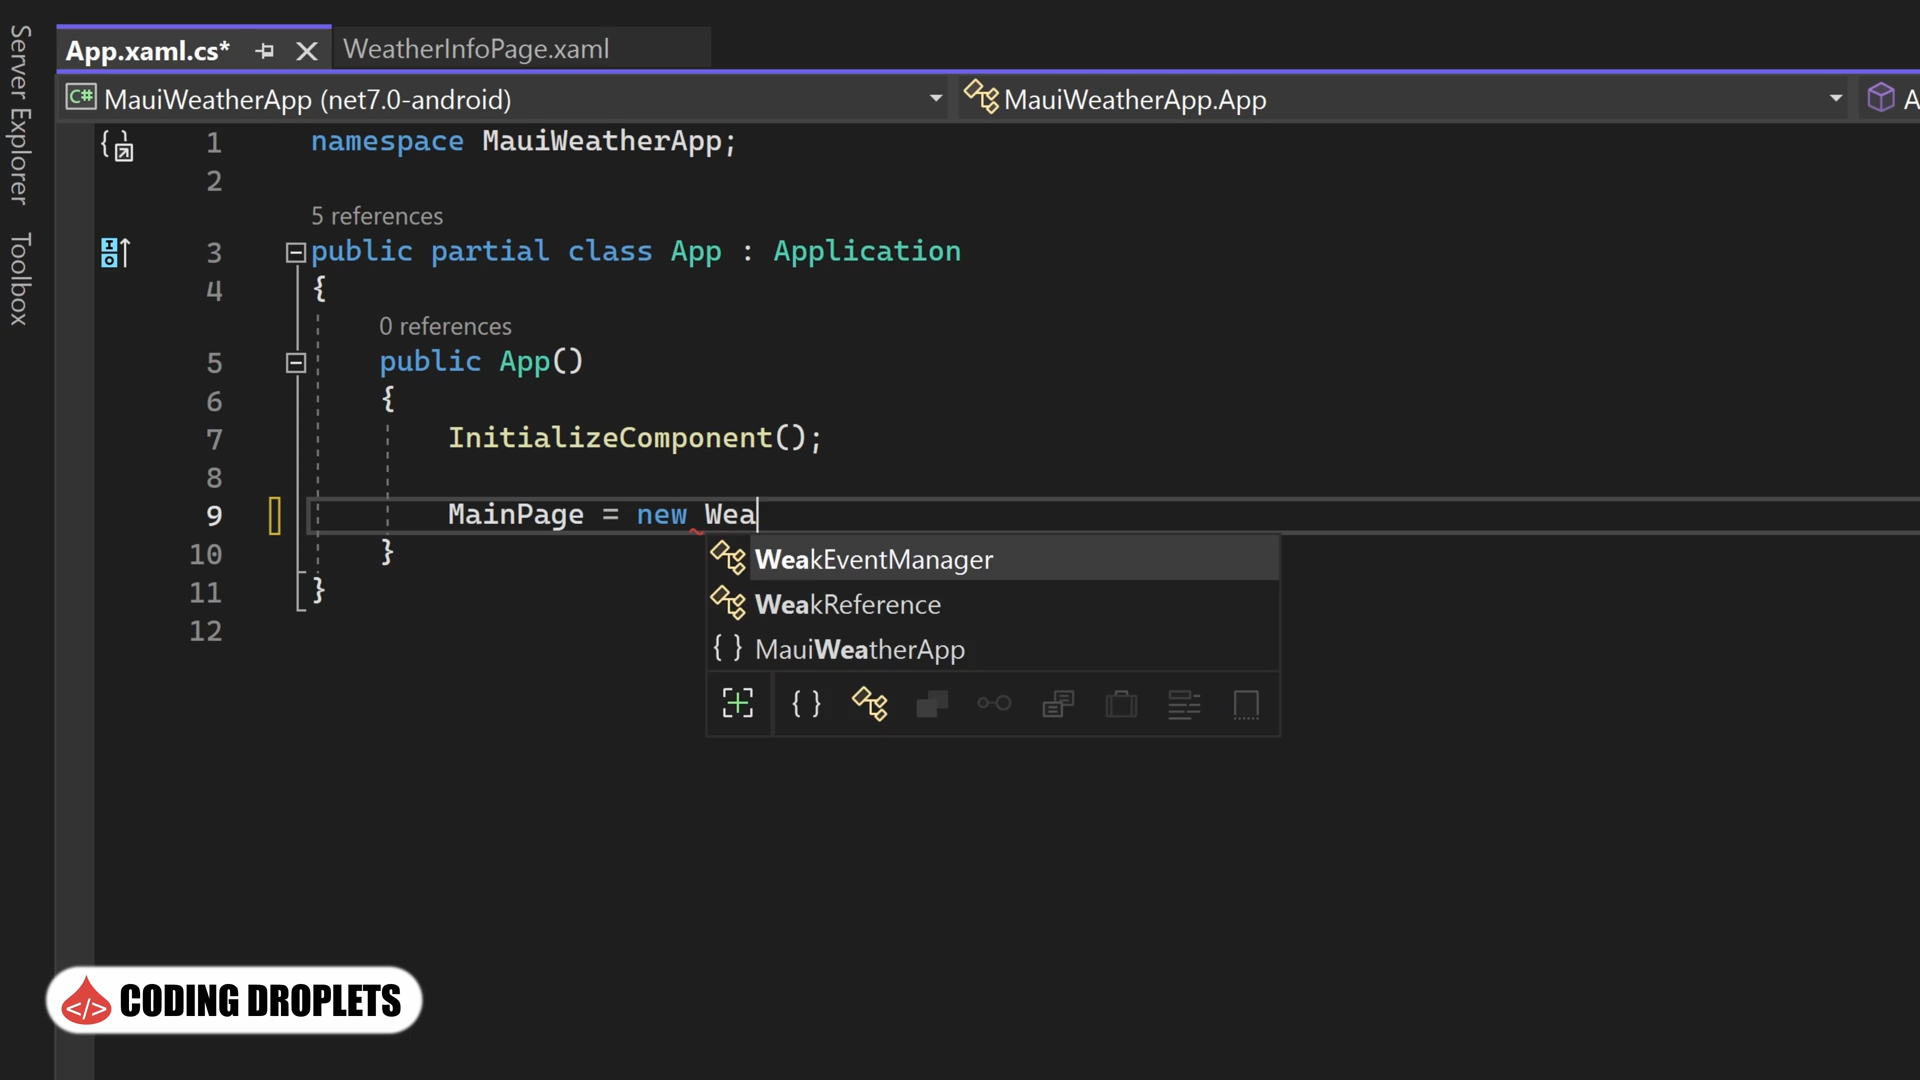 Server Explorer
Toolbox
App.xaml.cs*
WeatherInfoPage.xaml
C# MauiWeatherApp (net7.0-android)
MauiWeatherApp.App
A
1 namespace MauiWeatherApp;
2
5 references
3 public partial class App : Application
4 {
0 references
5 public App()
6 {
7 InitializeComponent();
8
9 MainPage = new Wea
10 }
11 }
12
WeakEventManager
WeakReference
{ } MauiWeatherApp
{ }
</> CODING DROPLETS